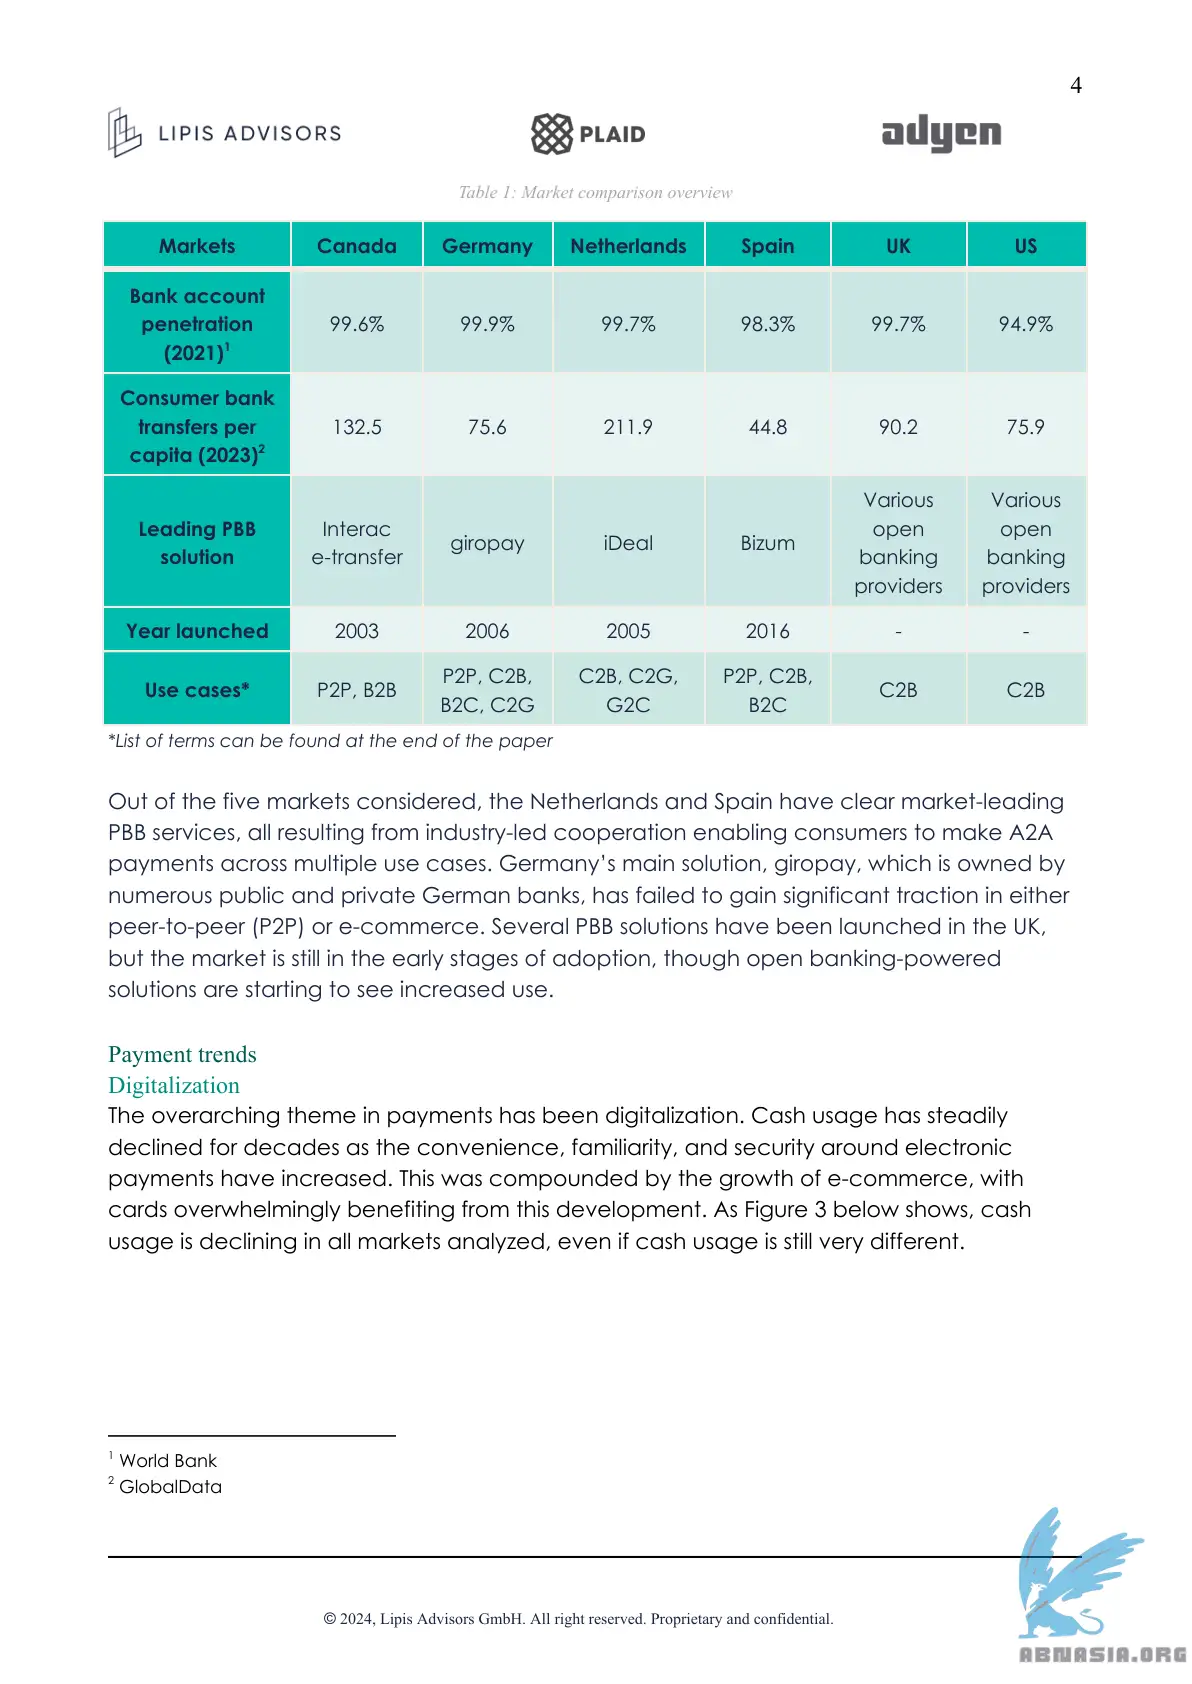 4
LIPIS ADVISORS PLAID adyen
Table 1: Market comparison overview
Markets Canada Germany Netherlands Spain UK US
Bank account penetration (2021)1 99.6% 99.9% 99.7% 98.3% 99.7% 94.9%
Consumer bank transfers per capita (2023)2 132.5 75.6 211.9 44.8 90.2 75.9
Leading PBB solution Interac e-transfer giropay iDeal Bizum Various open banking providers Various open banking providers
Year launched 2003 2006 2005 2016 - -
Use cases* P2P, B2B P2P, C2B, B2C, C2G C2B, C2G, G2C P2P, C2B, B2C C2B C2B
*List of terms can be found at the end of the paper
Out of the five markets considered, the Netherlands and Spain have clear market-leading
PBB services, all resulting from industry-led cooperation enabling consumers to make A2A
payments across multiple use cases. Germany's main solution, giropay, which is owned by
numerous public and private German banks, has failed to gain significant traction in either
peer-to-peer (P2P) or e-commerce. Several PBB solutions have been launched in the UK,
but the market is still in the early stages of adoption, though open banking-powered
solutions are starting to see increased use.
Payment trends
Digitalization
The overarching theme in payments has been digitalization. Cash usage has steadily
declined for decades as the convenience, familiarity, and security around electronic
payments have increased. This was compounded by the growth of e-commerce, with
cards overwhelmingly benefiting from this development. As Figure 3 below shows, cash
usage is declining in all markets analyzed, even if cash usage is still very different.
1 World Bank
2 GlobalData
© 2024, Lipis Advisors GmbH. All right reserved. Proprietary and confidential.
ABNASIA.ORG